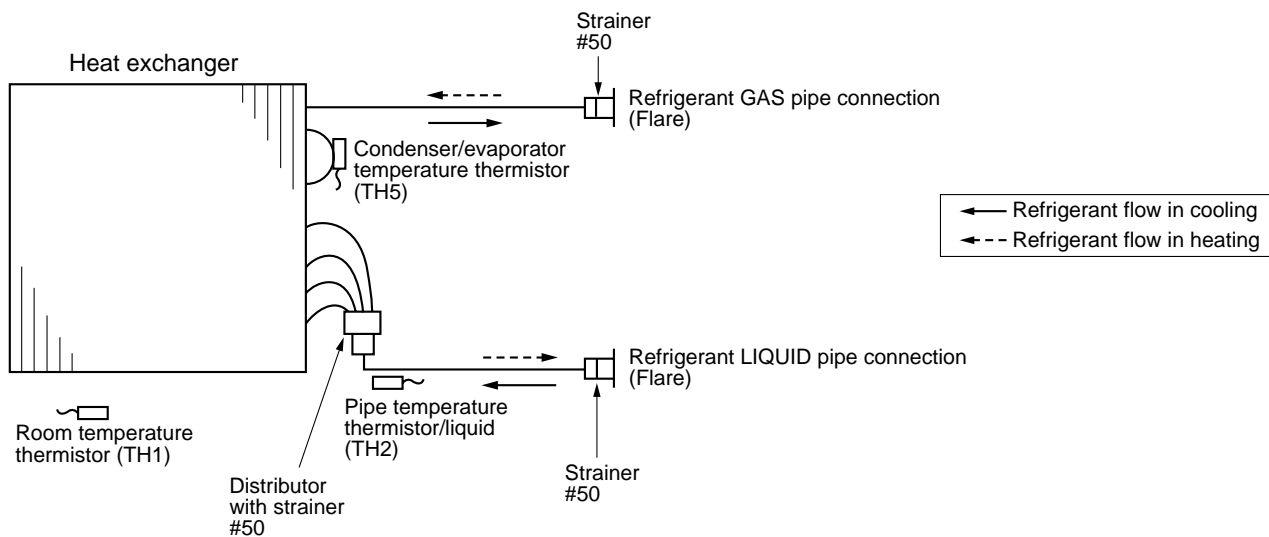 Strainer
#50
Heat exchanger
Refrigerant GAS pipe connection
(Flare)
Condenser/evaporator
temperature thermistor
(TH5)
Refrigerant flow in cooling
Refrigerant flow in heating
Refrigerant LIQUID pipe connection
(Flare)
Pipe temperature
thermistor/liquid
(TH2)
Room temperature
thermistor (TH1)
Strainer
#50
Distributor
with strainer
#50